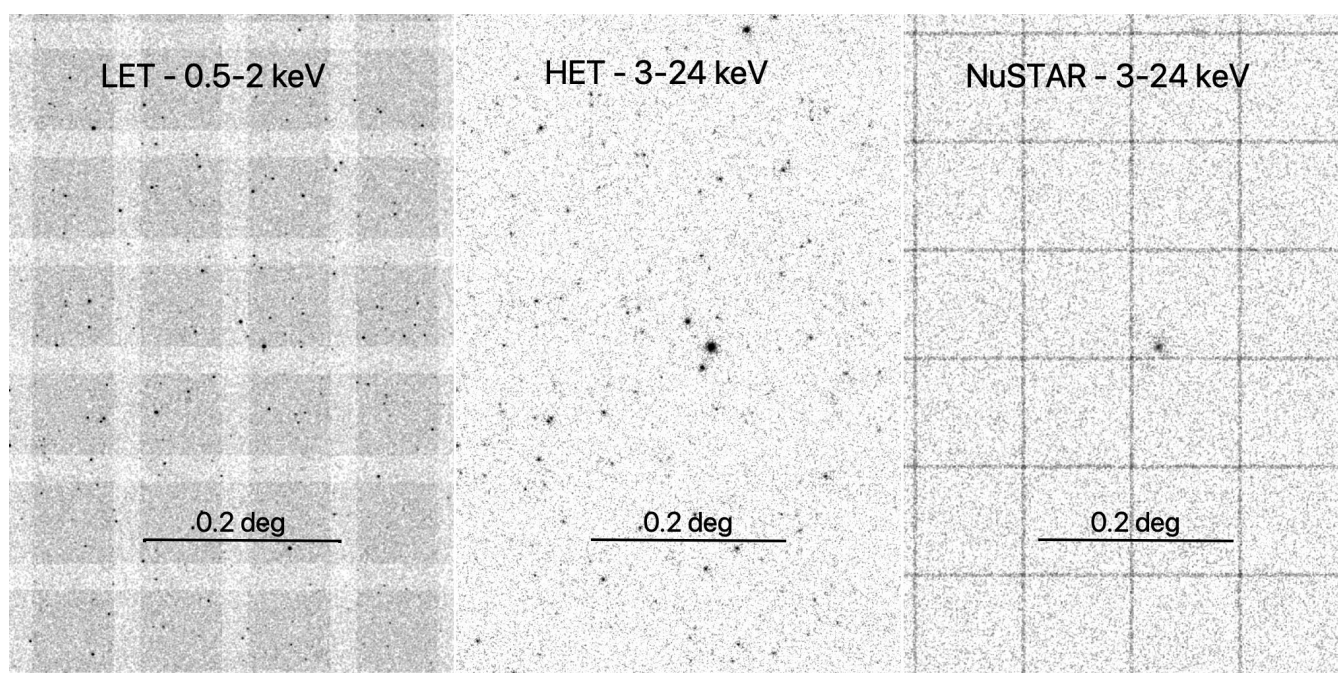 LET - 0.5-2 keV
HET - 3-24 keV
NuSTAR - 3-24 keV
0.2 deg
0.2 deg
0.2 deg